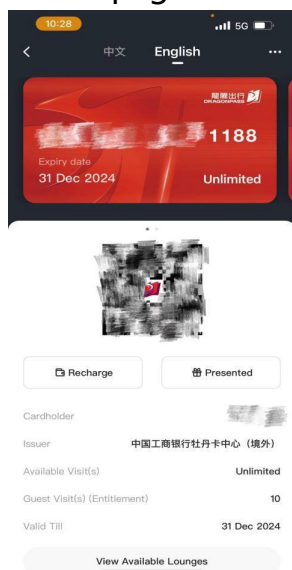 page
10:28
5G
中文 English
龍騰出行
DRAGONPASS
1188
Expiry date
31 Dec 2024 Unlimited
Recharge Presented
Cardholder
Issuer 中国工商银行牡丹卡中心（境外）
Available Visit(s) Unlimited
Guest Visit(s) (Entitlement) 10
Valid Till 31 Dec 2024
View Available Lounges